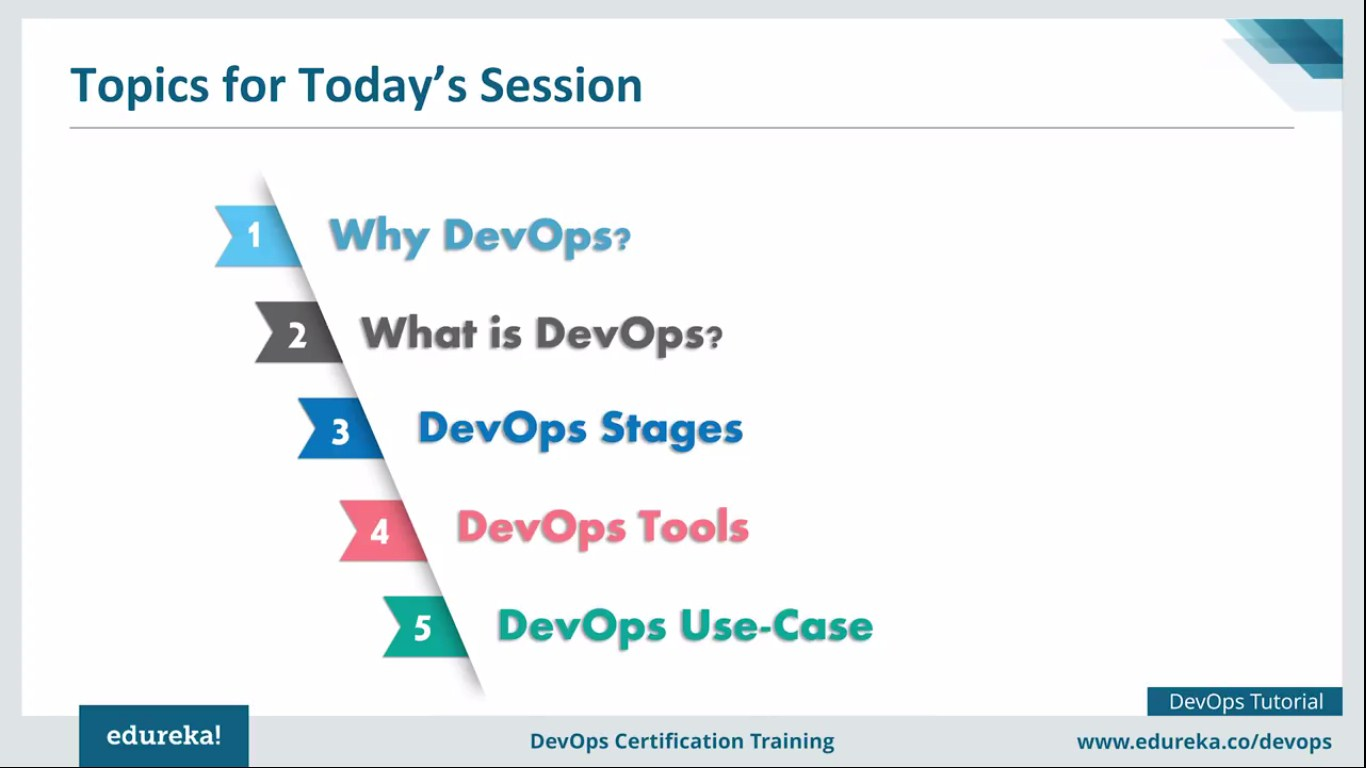 Topics for Today’s Session
1 Why DevOps?
2 What is DevOps?
3 DevOps Stages
4 DevOps Tools
5 DevOps Use-Case
DevOps Tutorial
edureka!
DevOps Certification Training
www.edureka.co/devops